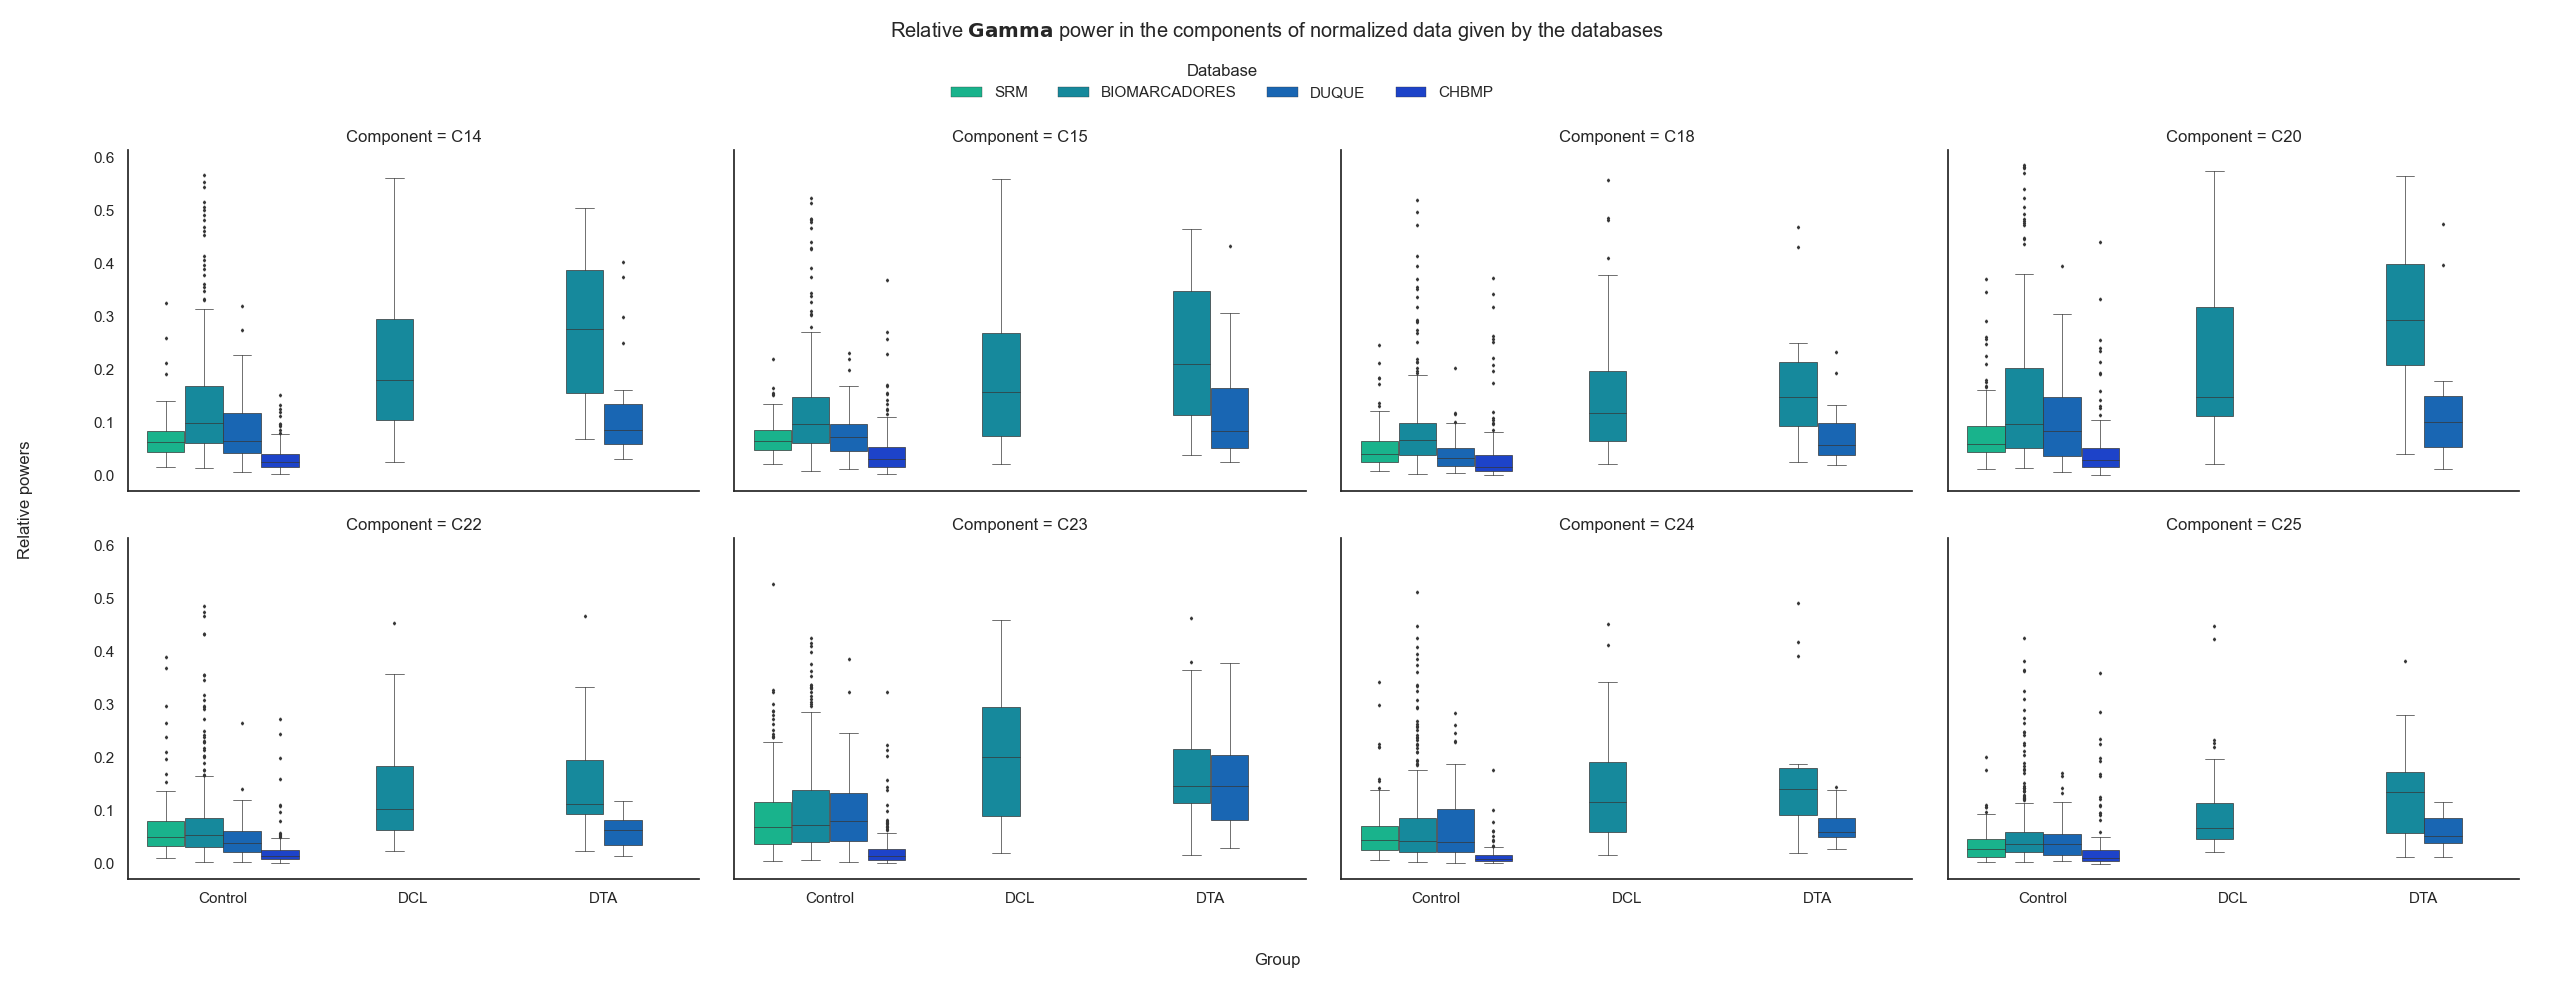 Relative Gamma power in the components of normalized data given by the databases
Database
SRM BIOMARCADORES DUQUE CHBMP
Component = C14 Component = C15 Component = C18 Component = C20
0.6
0.5
0.4
0.3
0.2
0.1
0.0
Relative powers
Component = C22 Component = C23 Component = C24 Component = C25
0.6
0.5
0.4
0.3
0.2
0.1
0.0
Control DCL DTA Control DCL DTA Control DCL DTA Control DCL DTA
Group